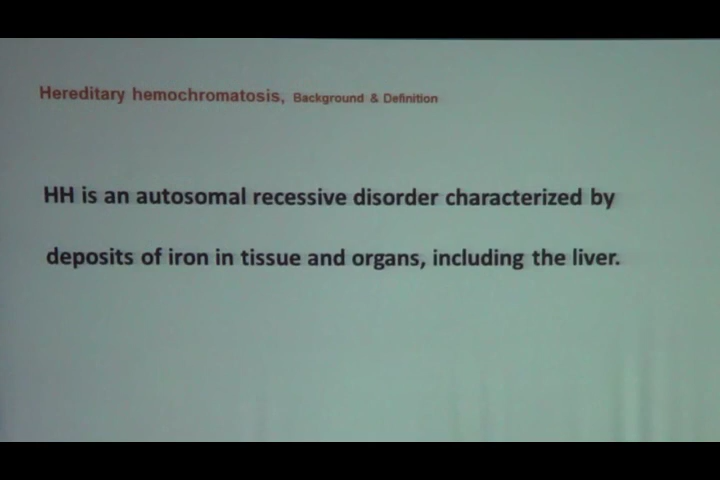 Hereditary hemochromatosis, Background & Definition
HH is an autosomal recessive disorder characterized by
deposits of iron in tissue and organs, including the liver.